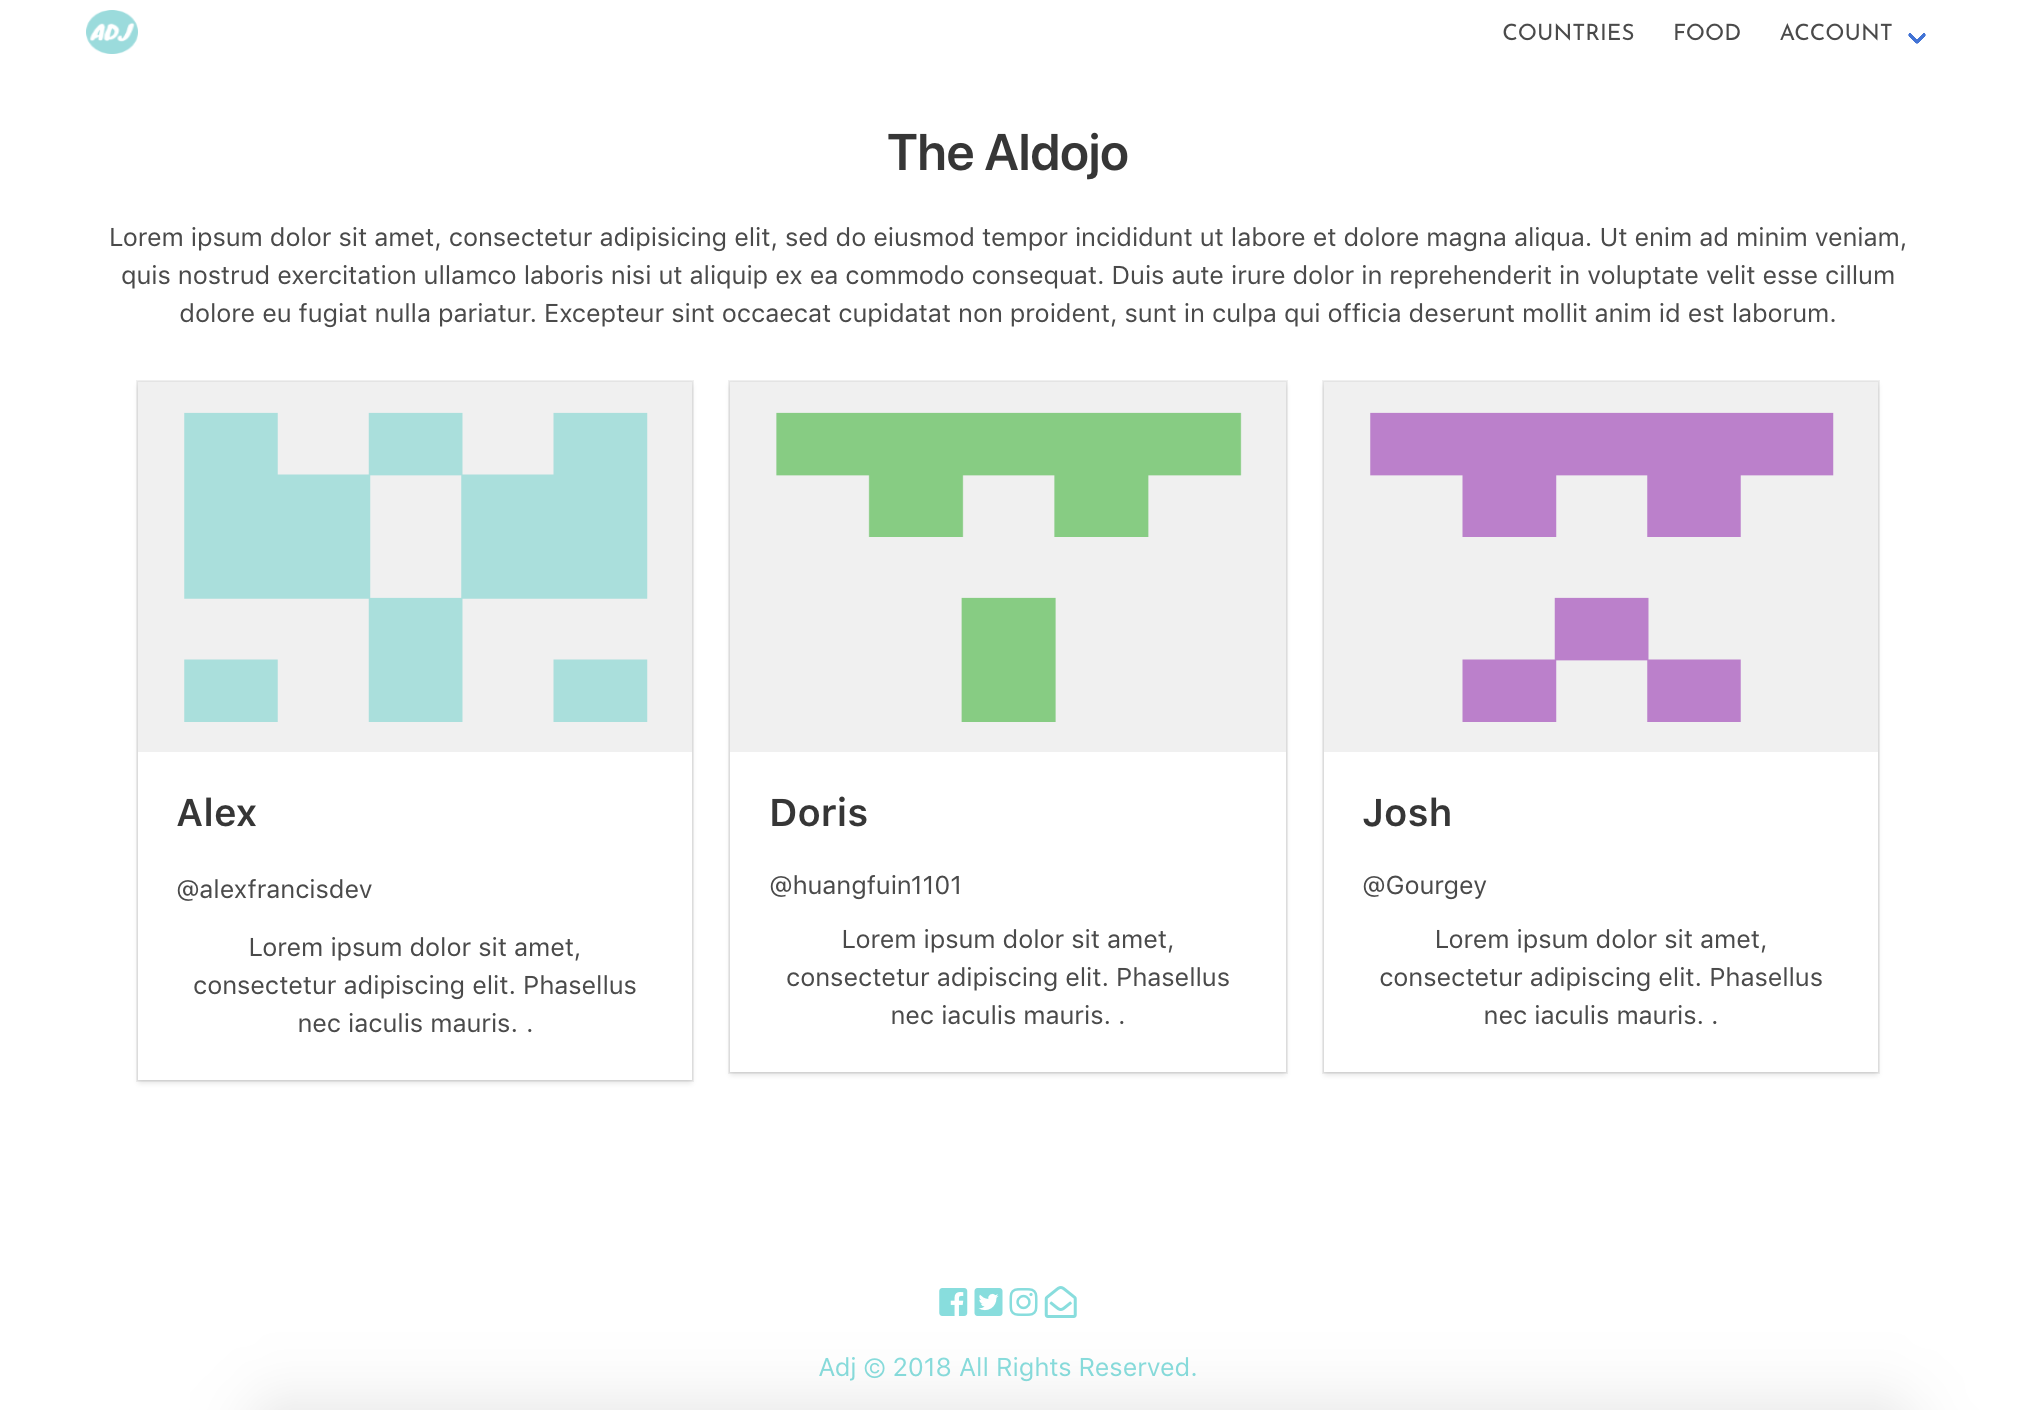 ADJ
COUNTRIES FOOD ACCOUNT
The Aldojo
Lorem ipsum dolor sit amet, consectetur adipisicing elit, sed do eiusmod tempor incididunt ut labore et dolore magna aliqua. Ut enim ad minim veniam,
quis nostrud exercitation ullamco laboris nisi ut aliquip ex ea commodo consequat. Duis aute irure dolor in reprehenderit in voluptate velit esse cillum
dolore eu fugiat nulla pariatur. Excepteur sint occaecat cupidatat non proident, sunt in culpa qui officia deserunt mollit anim id est laborum.
Alex
@alexfrancisdev
Lorem ipsum dolor sit amet,
consectetur adipiscing elit. Phasellus
nec iaculis mauris. .
Doris
@huangfuin1101
Lorem ipsum dolor sit amet,
consectetur adipiscing elit. Phasellus
nec iaculis mauris. .
Josh
@Gourgey
Lorem ipsum dolor sit amet,
consectetur adipiscing elit. Phasellus
nec iaculis mauris. .
Adj © 2018 All Rights Reserved.